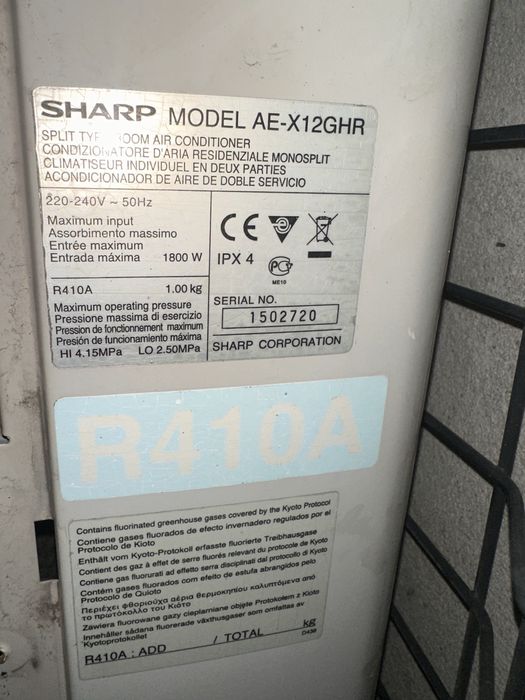 SHARP MODEL AE-X12GHR
SPLIT TYPE ROOM AIR CONDITIONER
CONDIZIONATORE D'ARIA RESIDENZIALE MONOSPLIT
CLIMATISEUR INDIVIDUEL EN DEUX PARTIES
ACONDICIONADOR DE AIRE DE DOBLE SERVICIO
220-240V ~ 50Hz
Maximum input
Assorbimento massimo
Entrée maximum
Entrada máxima 1800 W
R410A 1.00 kg
Maximum operating pressure
Pressione massima di esercizio
Pression de fonctionnement maximum
Presión de funcionamiento máxima
HI 4.15MPa LO 2.50MPa
CE
IPX 4
ME10
SERIAL NO.
1502720
SHARP CORPORATION
R410A
Contains fluorinated greenhouse gases covered by the Kyoto Protocol
Contiene gases fluorados de efecto invernadero regulados por el
Protocolo de Kioto
Enthält vom Kyoto-Protokoll erfasste fluorierte Treibhausgase
Contient des gaz à effet de serre fluorés relevant du protocole de Kyoto
Contiene gas fluorurati ad effetto serra disciplinati dal protocollo di Kyoto
Contém gases fluorados com efeito de estufa abrangidos pelo
Protocolo de Quioto
Περιέχει φθοριούχα αέρια θερμοκηπίου καλυπτόμενα από
το πρωτόκολλο του Κιότο
Zawiera fluorowane gazy cieplarniane objęte Protokołem z Kioto
Innehåller sådana fluorerade växthusgaser som omfattas av
Kyotoprotokollet
R410A : ADD / TOTAL kg
D438